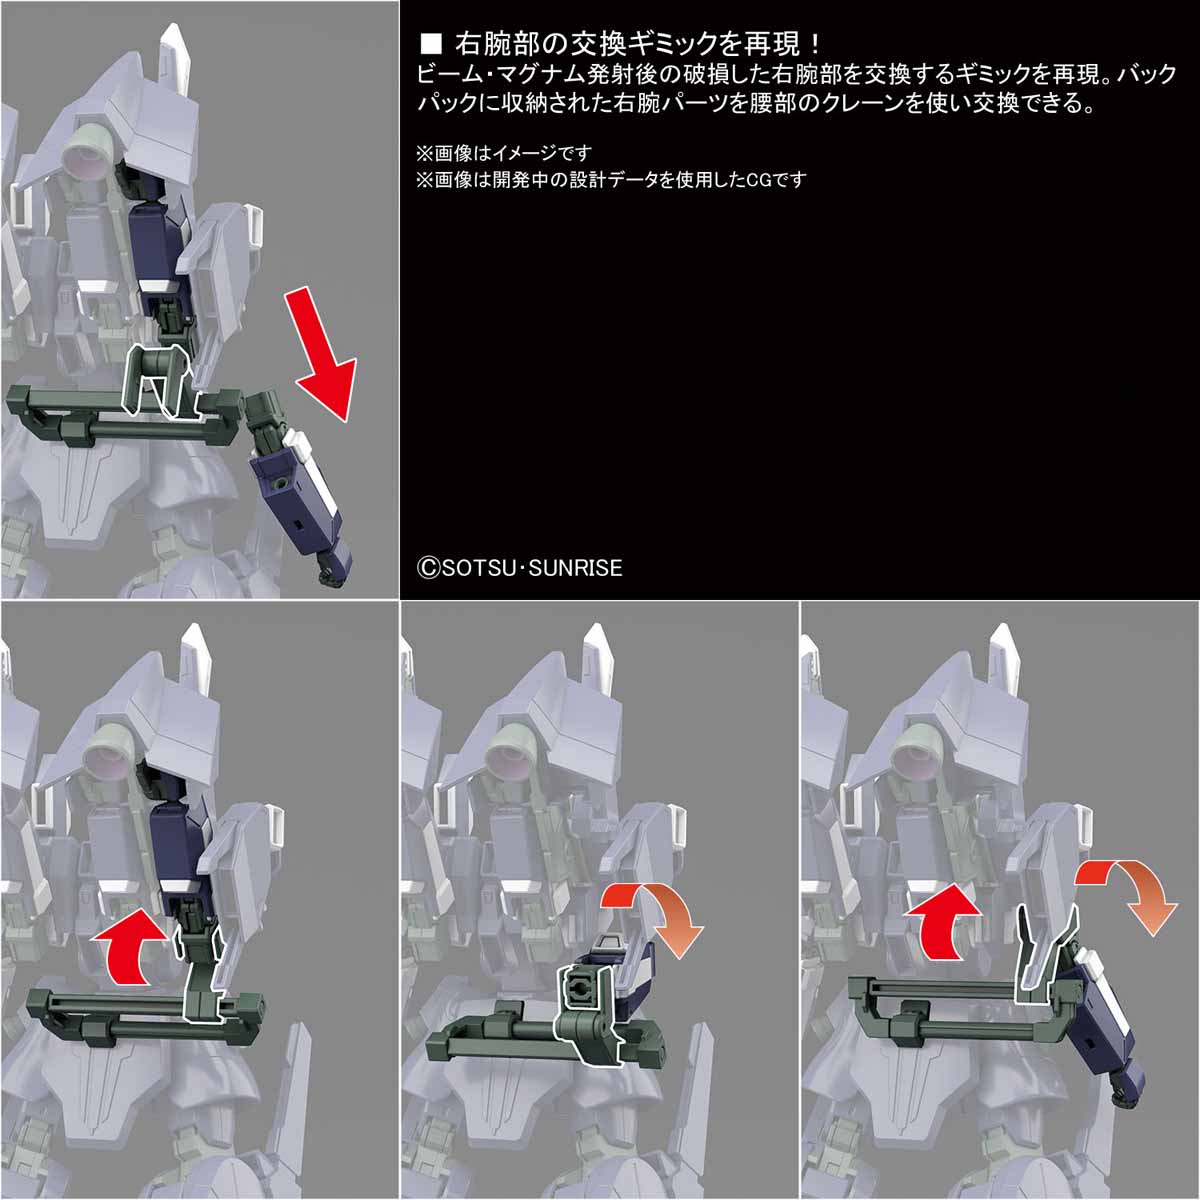 ■ 右腕部の交換ギミックを再現！
ビーム・マグナム発射後の破損した右腕部を交換するギミックを再現。バック
パックに収納された右腕パーツを腰部のクレーンを使い交換できる。
※画像はイメージです
※画像は開発中の設計データを使用したCGです
©SOTSU･SUNRISE